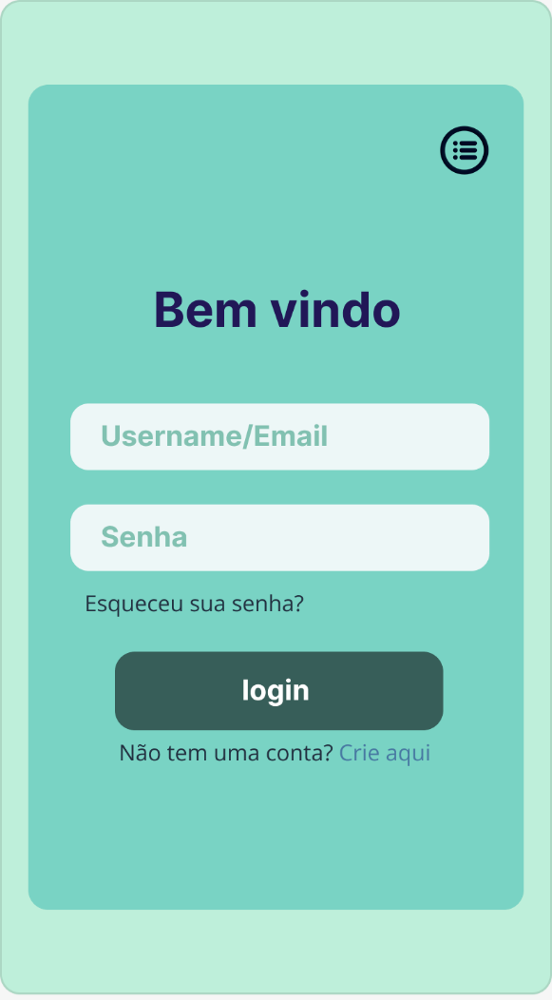 Bem vindo
Username/Email
Senha
Esqueceu sua senha?
login
Não tem uma conta? Crie aqui